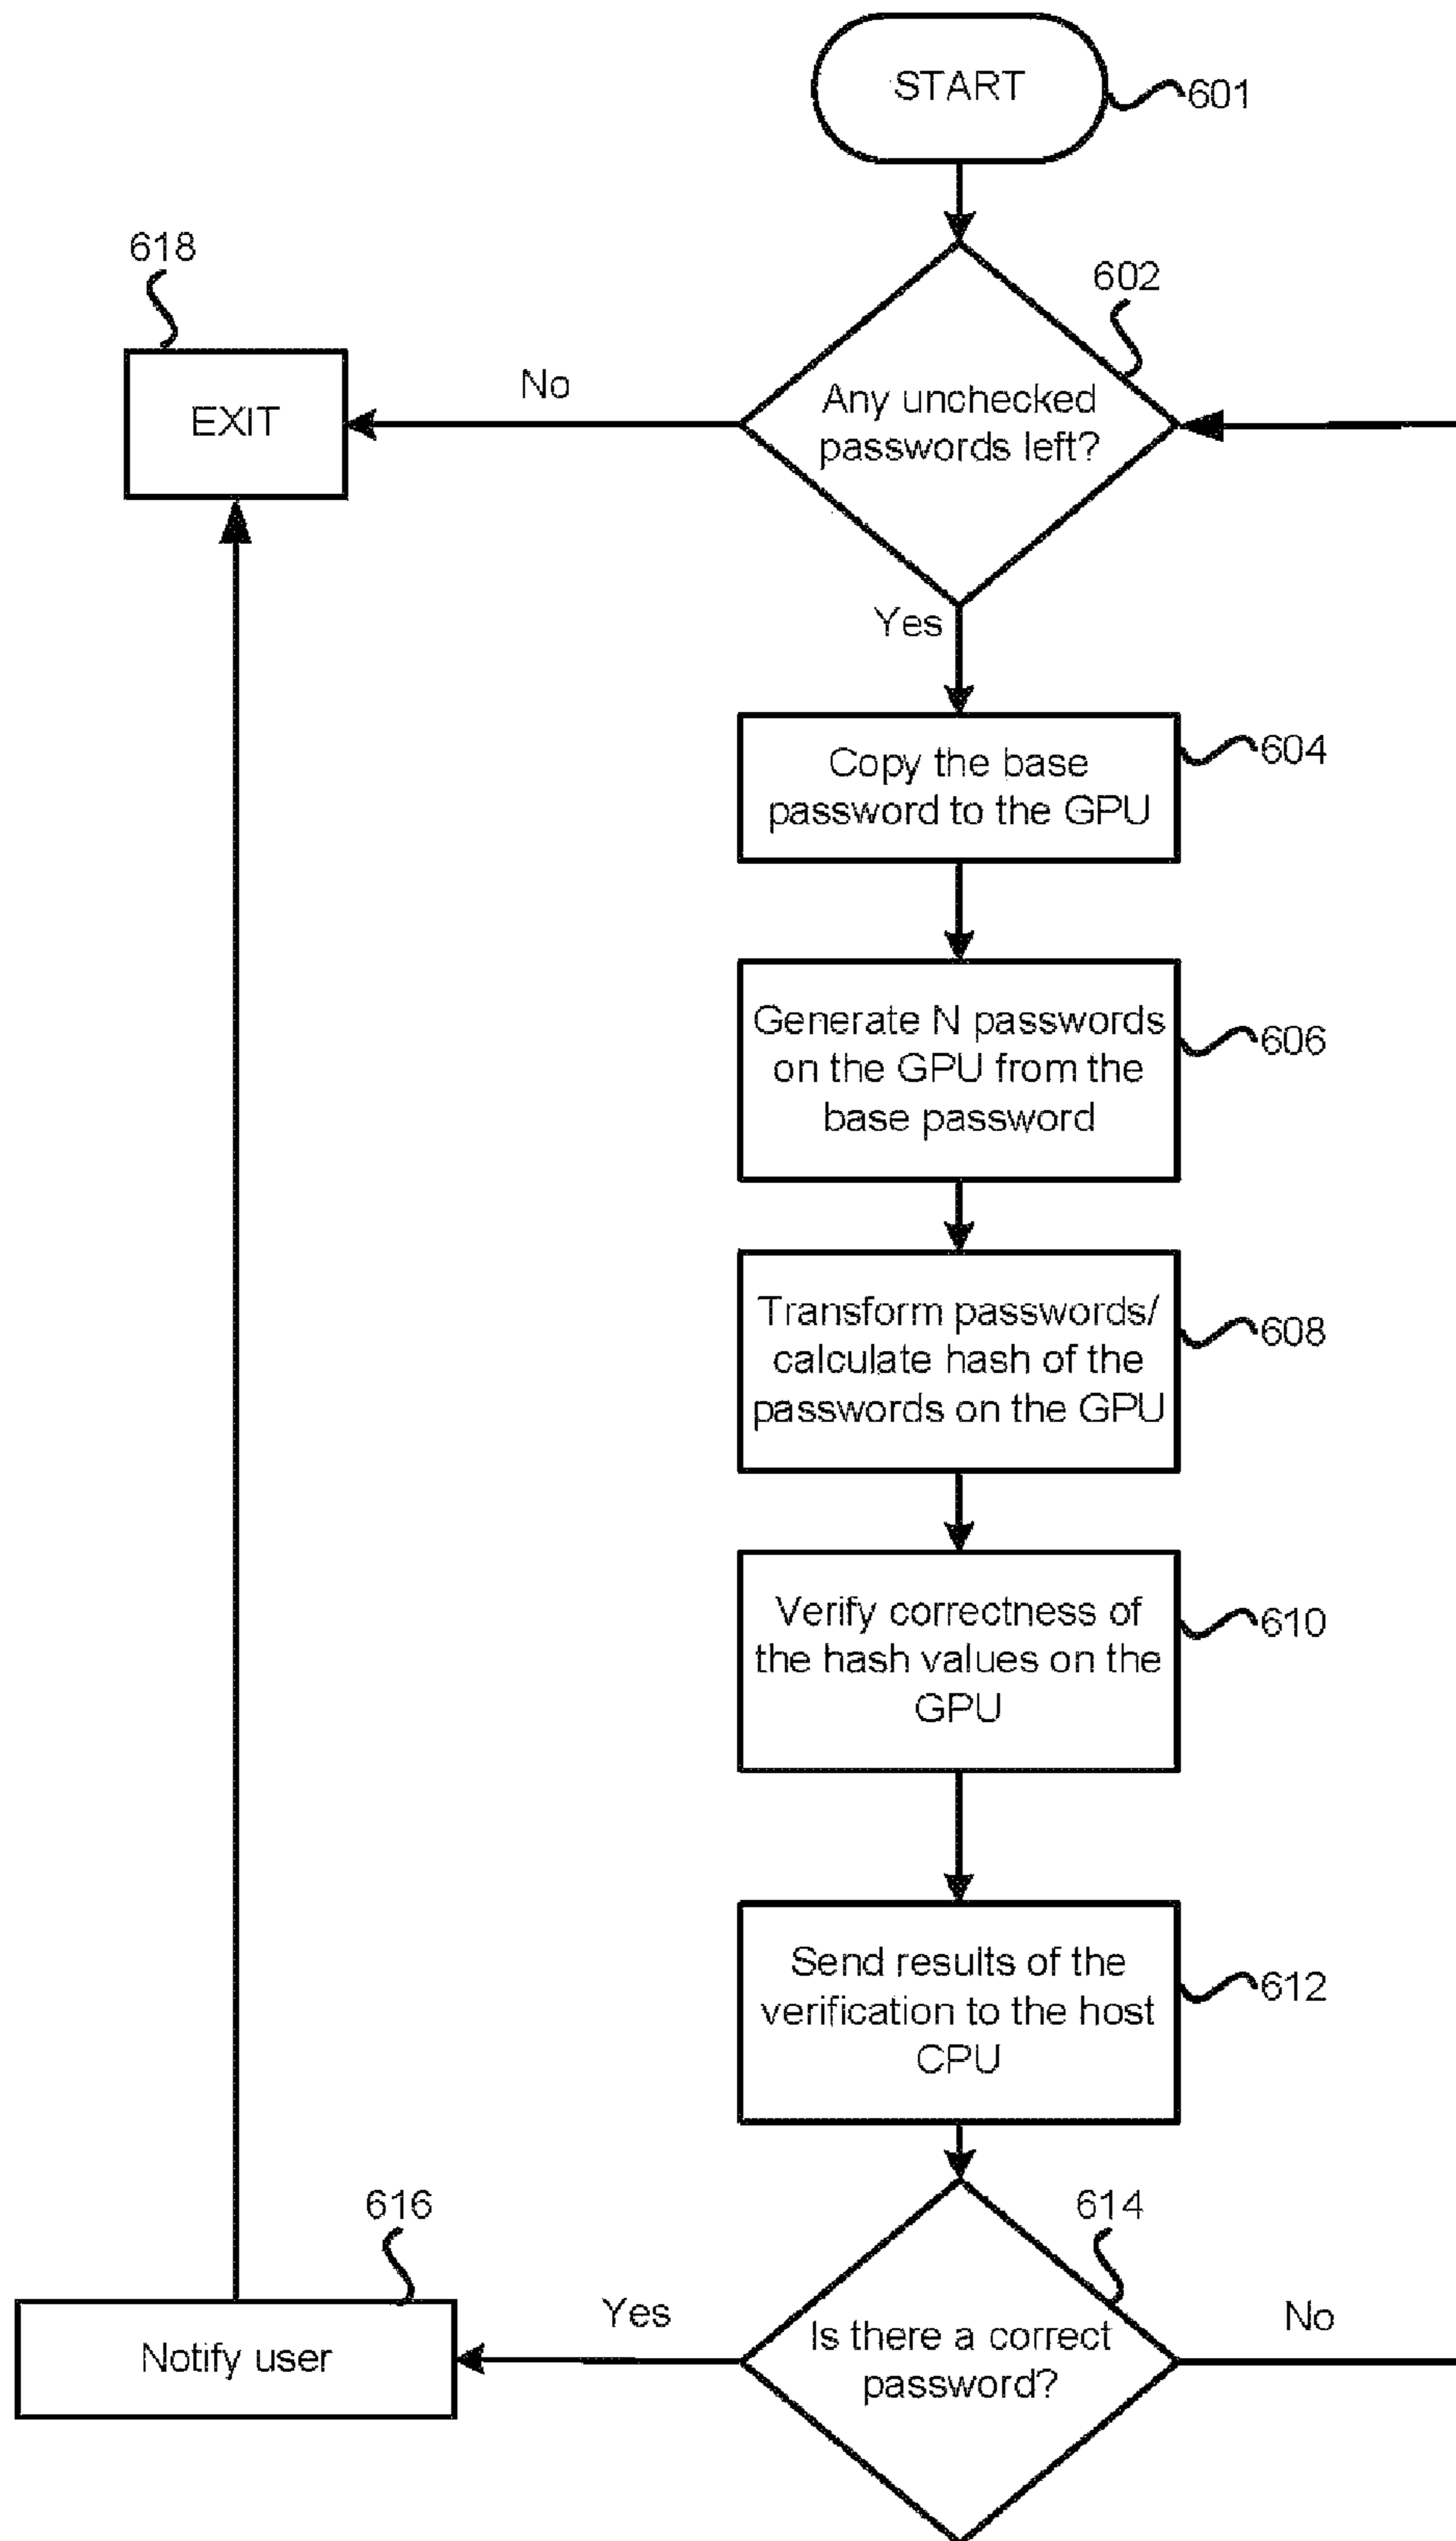 START
601
618
602
EXIT
No
Any unchecked
passwords left?
Yes
Copy the base
password to the GPU
604
Generate N passwords
on the GPU from the
base password
606
Transform passwords/
calculate hash of the
passwords on the GPU
608
Verify correctness of
the hash values on the
GPU
610
Send results of the
verification to the host
CPU
612
616
614
Notify user
Yes
Is there a correct
password?
No